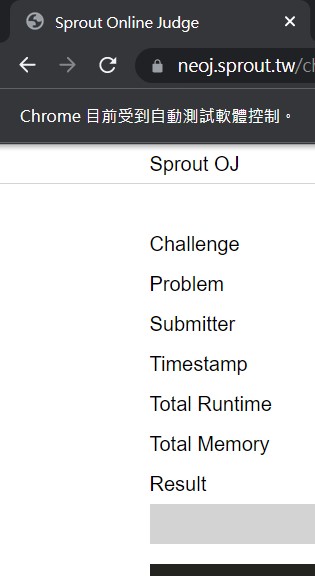 Sprout Online Judge
neoj.sprout.tw/ch
Chrome 目前受到自動測試軟體控制。
Sprout OJ
Challenge
Problem
Submitter
Timestamp
Total Runtime
Total Memory
Result